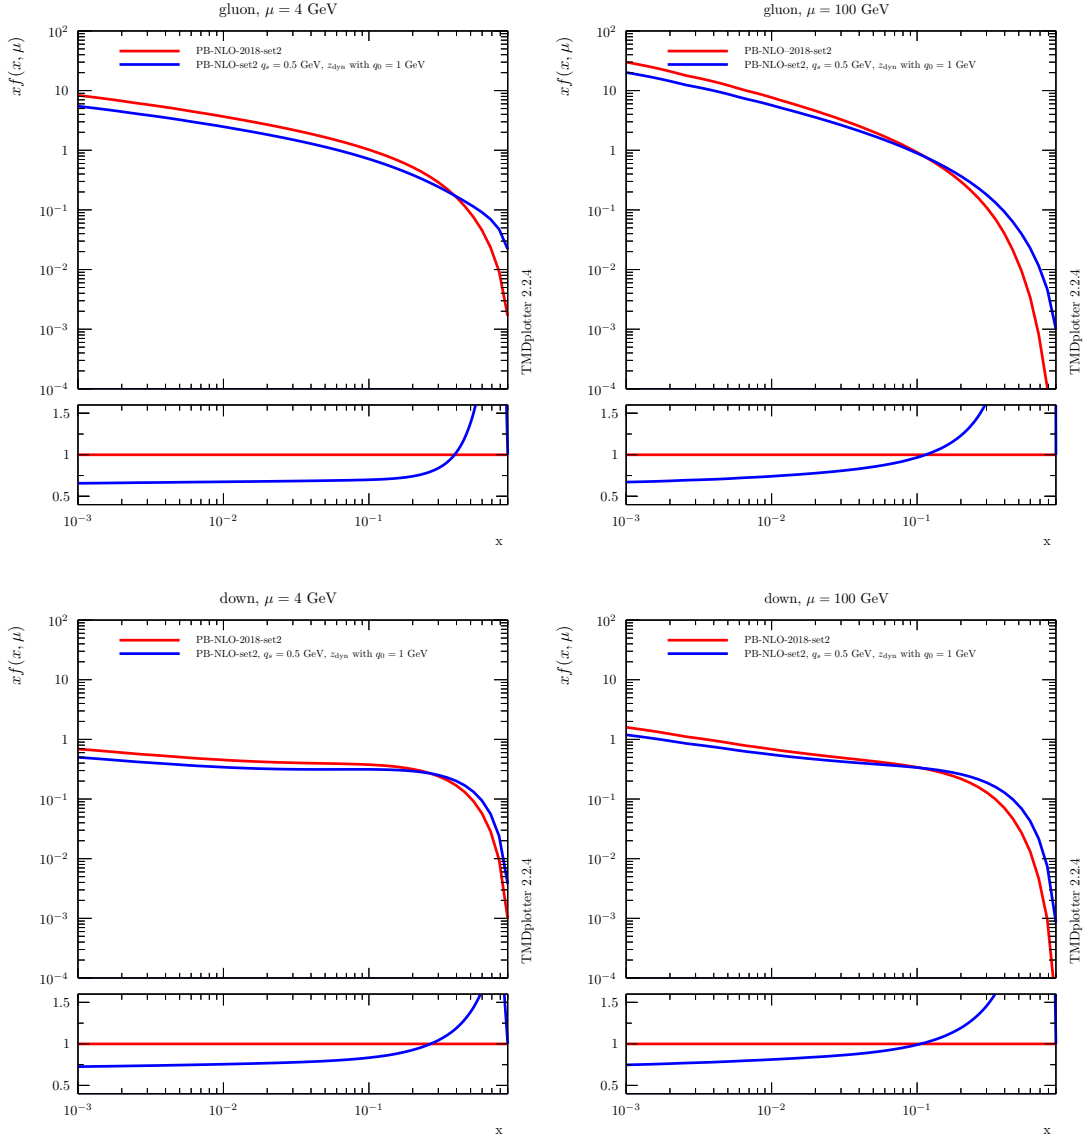 gluon, μ = 4 GeV
xf(x, μ)
10²
10
1
10⁻¹
10⁻²
10⁻³
10⁻⁴
PB-NLO-2018-set2
PB-NLO-set2 qₛ = 0.5 GeV, z_dyn with q₀ = 1 GeV
TMDplotter 2.2.4
1.5
1
0.5
10⁻³ 10⁻² 10⁻¹
x
gluon, μ = 100 GeV
xf(x, μ)
10²
10
1
10⁻¹
10⁻²
10⁻³
10⁻⁴
PB-NLO–2018-set2
PB-NLO-set2, qₛ = 0.5 GeV, z_dyn with q₀ = 1 GeV
TMDplotter 2.2.4
1.5
1
0.5
10⁻³ 10⁻² 10⁻¹
x
down, μ = 4 GeV
xf(x, μ)
10²
10
1
10⁻¹
10⁻²
10⁻³
10⁻⁴
PB-NLO-2018-set2
PB-NLO-set2, qₛ = 0.5 GeV, z_dyn with q₀ = 1 GeV
TMDplotter 2.2.4
1.5
1
0.5
10⁻³ 10⁻² 10⁻¹
x
down, μ = 100 GeV
xf(x, μ)
10²
10
1
10⁻¹
10⁻²
10⁻³
10⁻⁴
PB-NLO-2018-set2
PB-NLO-set2, qₛ = 0.5 GeV, z_dyn with q₀ = 1 GeV
TMDplotter 2.2.4
1.5
1
0.5
10⁻³ 10⁻² 10⁻¹
x